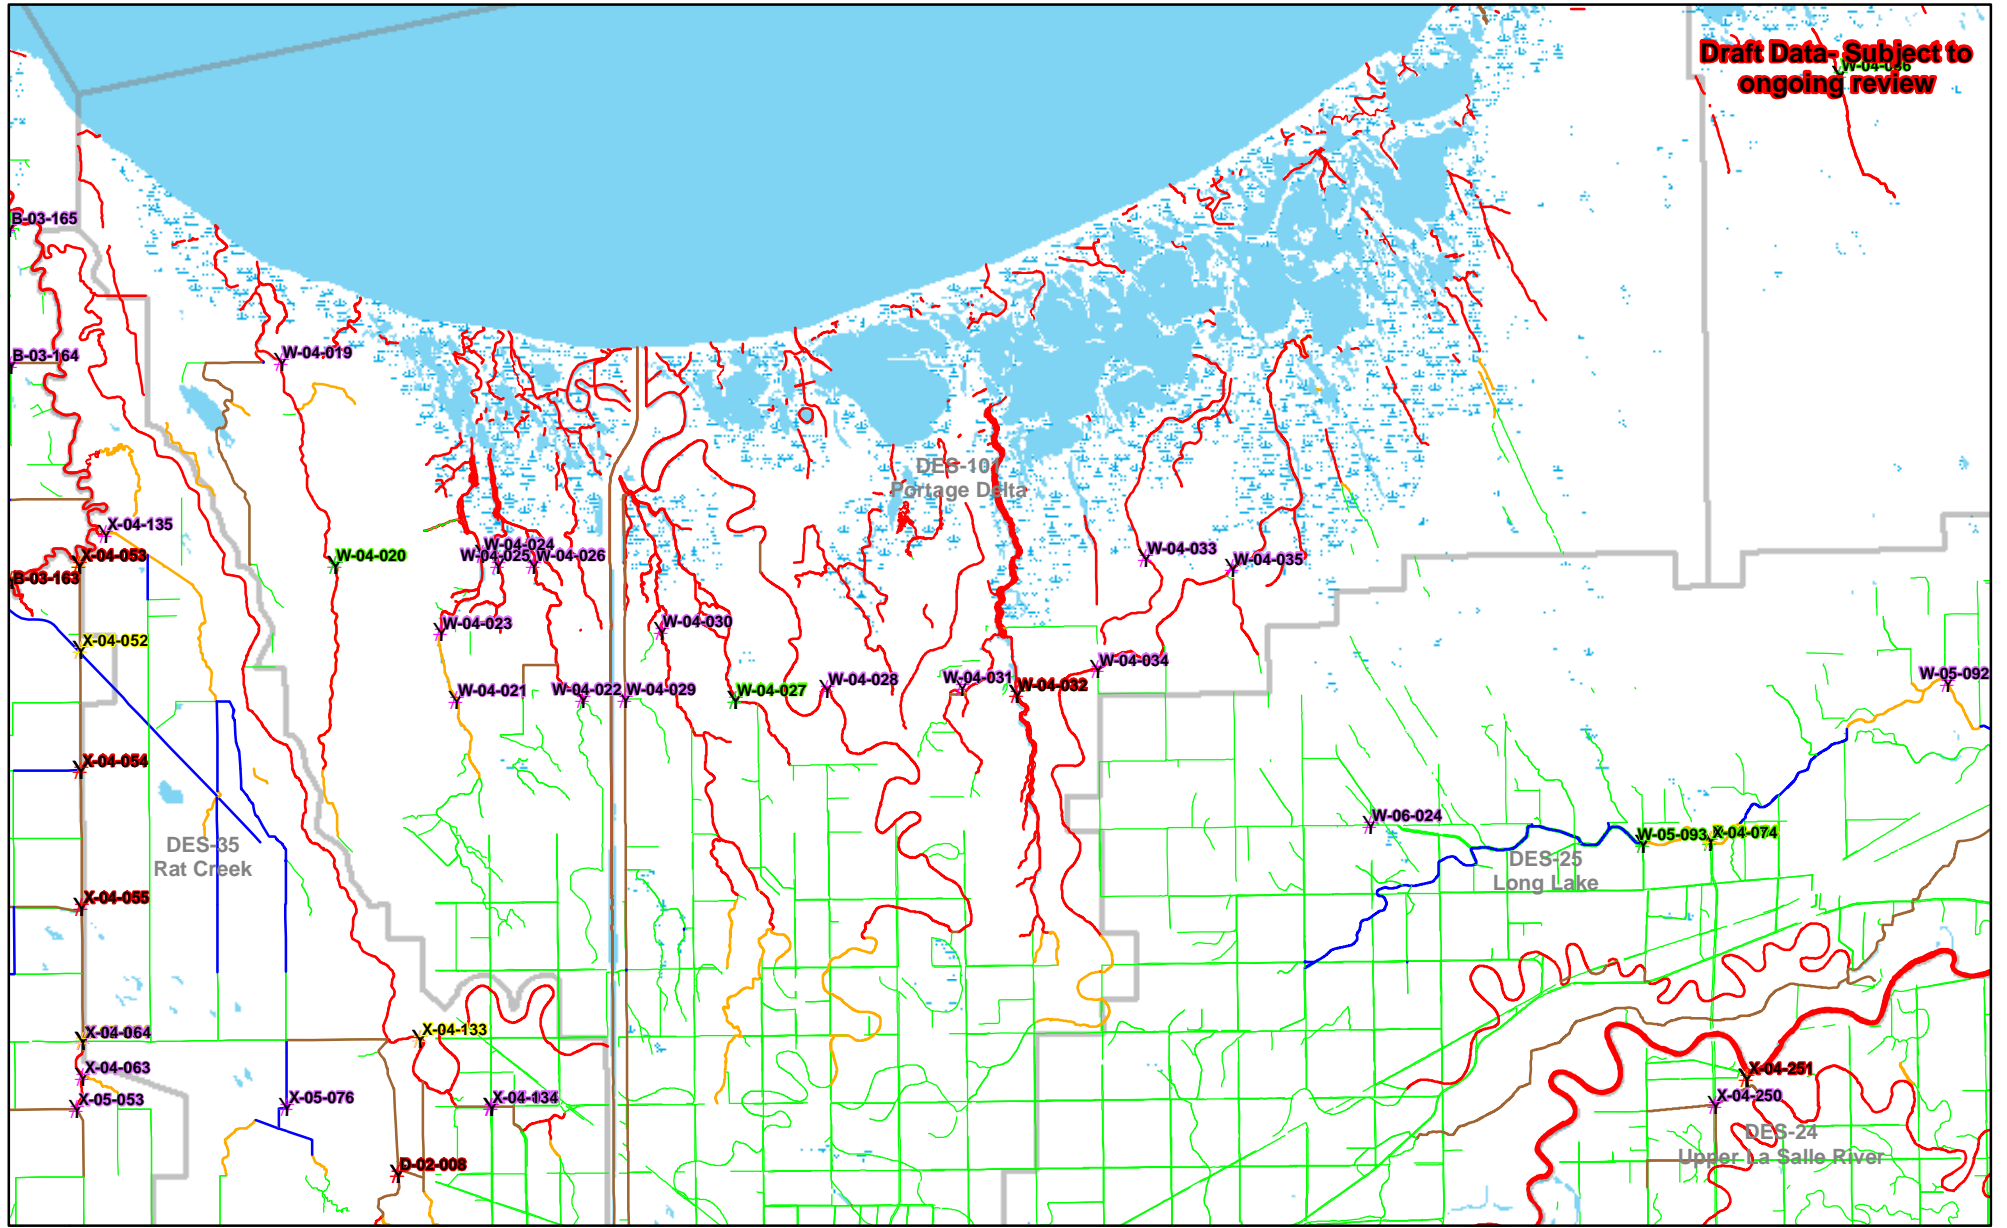 Draft Data- Subject to
ongoing review
W-04-036
B-03-165
B-03-164
W-04-019
DES-101
Portage Delta
X-04-135
X-04-053
B-03-163
W-04-020
W-04-024
W-04-025
W-04-026
W-04-033
W-04-035
W-04-023
W-04-030
X-04-052
W-04-034
W-04-021
W-04-022
W-04-029
W-04-027
W-04-028
W-04-031
W-04-032
W-05-092
X-04-054
W-06-024
W-05-093
X-04-074
DES-35
Rat Creek
DES-25
Long Lake
X-04-055
X-04-064
X-04-133
X-04-063
X-04-251
X-05-053
X-05-076
X-04-134
X-04-250
DES-24
Upper La Salle River
D-02-008